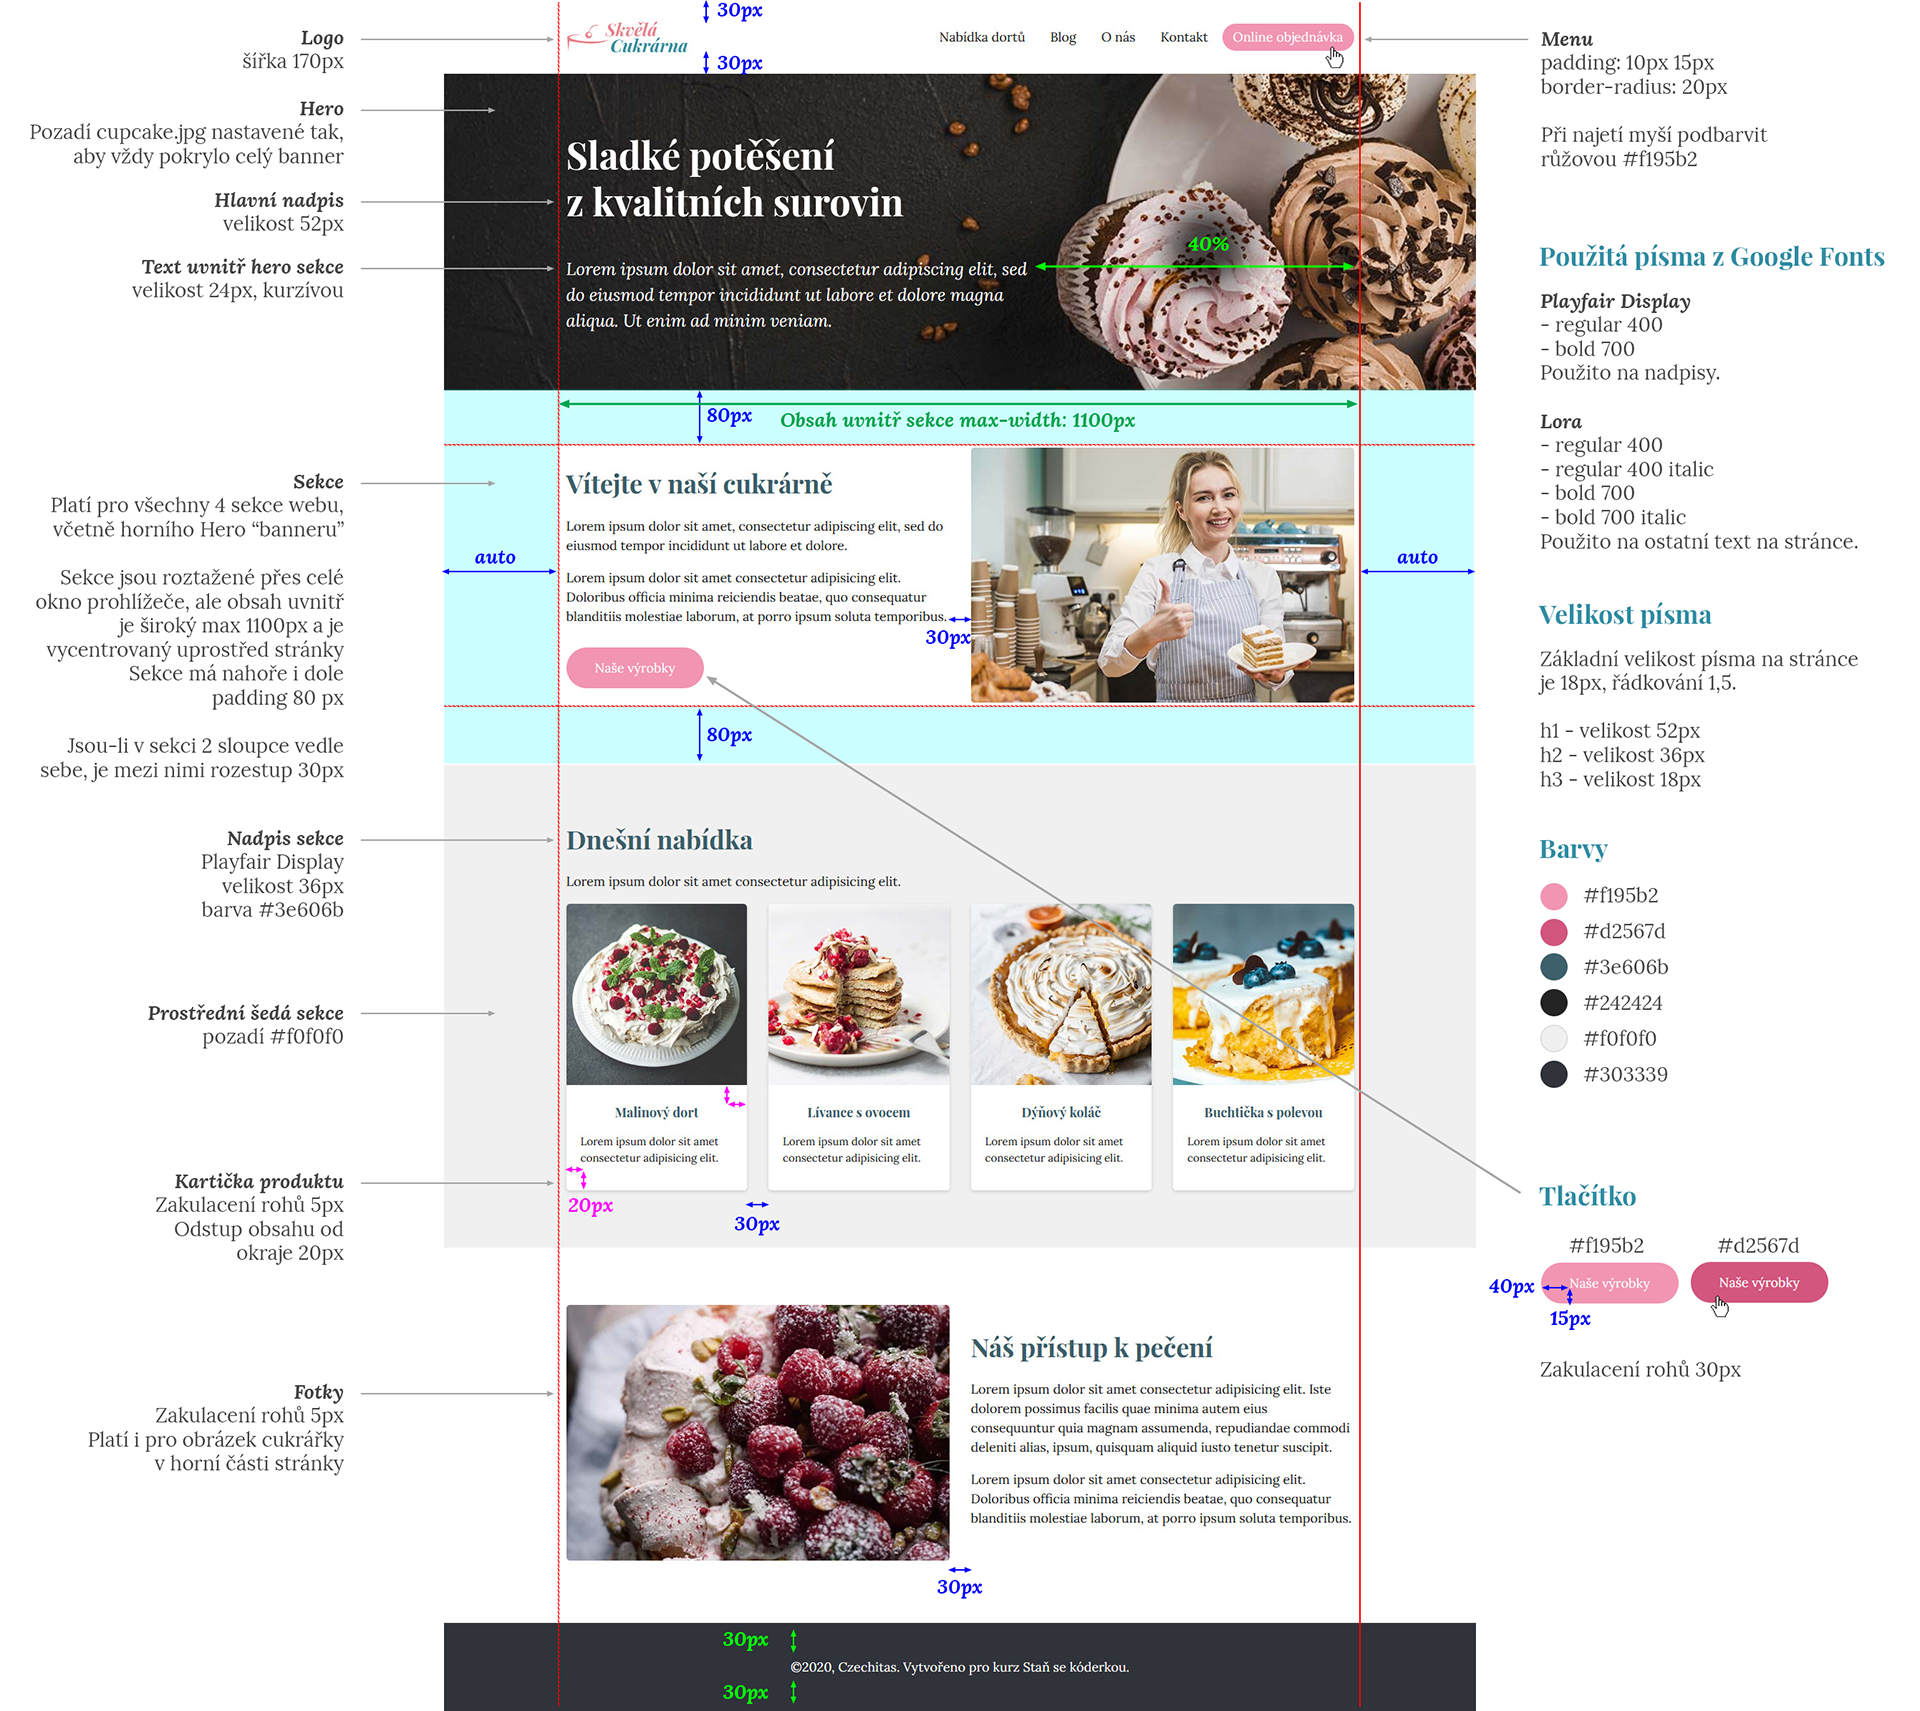 Logo
šířka 170px
Hero
Pozadí cupcake.jpg nastavené tak,
aby vždy pokrylo celý banner
Hlavní nadpis
velikost 52px
Text uvnitř hero sekce
velikost 24px, kurzívou
Sekce
Platí pro všechny 4 sekce webu,
včetně horního Hero “banneru”
Sekce jsou roztažené přes celé
okno prohlížeče, ale obsah uvnitř
je široký max 1100px a je
vycentrovaný uprostřed stránky
Sekce má nahoře i dole
padding 80 px
Jsou-li v sekci 2 sloupce vedle
sebe, je mezi nimi rozestup 30px
Nadpis sekce
Playfair Display
velikost 36px
barva #3e606b
Prostřední šedá sekce
pozadí #f0f0f0
Kartička produktu
Zakulacení rohů 5px
Odstup obsahu od
okraje 20px
Fotky
Zakulacení rohů 5px
Platí i pro obrázek cukrářky
v horní části stránky
30px
Skvělá
Cukrárna
30px
Nabídka dortů
Blog
O nás
Kontakt
Online objednávka
Sladké potěšení
z kvalitních surovin
40%
Lorem ipsum dolor sit amet, consectetur adipiscing elit, sed
do eiusmod tempor incididunt ut labore et dolore magna
aliqua. Ut enim ad minim veniam.
80px
Obsah uvnitř sekce max-width: 1100px
auto
auto
Vítejte v naší cukrárně
Lorem ipsum dolor sit amet, consectetur adipiscing elit, sed do
eiusmod tempor incididunt ut labore et dolore.
Lorem ipsum dolor sit amet consectetur adipisicing elit.
Doloribus officia minima reiciendis beatae, quo consequatur
blanditiis molestiae laborum, at porro ipsum soluta temporibus.
30px
Naše výrobky
80px
Dnešní nabídka
Lorem ipsum dolor sit amet consectetur adipisicing elit.
Malinový dort
Lorem ipsum dolor sit amet
consectetur adipisicing elit.
Lívance s ovocem
Lorem ipsum dolor sit amet
consectetur adipisicing elit.
Dýňový koláč
Lorem ipsum dolor sit amet
consectetur adipisicing elit.
Buchtička s polevou
Lorem ipsum dolor sit amet
consectetur adipisicing elit.
20px
30px
Náš přístup k pečení
Lorem ipsum dolor sit amet consectetur adipisicing elit. Iste
dolorem possimus facilis quae minima autem eius
consequuntur quia magnam assumenda, repudiandae commodi
deleniti alias, ipsum, quisquam aliquid iusto tenetur suscipit.
Lorem ipsum dolor sit amet consectetur adipisicing elit.
Doloribus officia minima reiciendis beatae, quo consequatur
blanditiis molestiae laborum, at porro ipsum soluta temporibus.
30px
30px
©2020, Czechitas. Vytvořeno pro kurz Staň se kóderkou.
30px
Menu
padding: 10px 15px
border-radius: 20px
Při najetí myší podbarvit
růžovou #f195b2
Použitá písma z Google Fonts
Playfair Display
- regular 400
- bold 700
Použito na nadpisy.
Lora
- regular 400
- regular 400 italic
- bold 700
- bold 700 italic
Použito na ostatní text na stránce.
Velikost písma
Základní velikost písma na stránce
je 18px, řádkování 1,5.
h1 - velikost 52px
h2 - velikost 36px
h3 - velikost 18px
Barvy
#f195b2
#d2567d
#3e606b
#242424
#f0f0f0
#303339
Tlačítko
#f195b2
#d2567d
40px
Naše výrobky
Naše výrobky
15px
Zakulacení rohů 30px